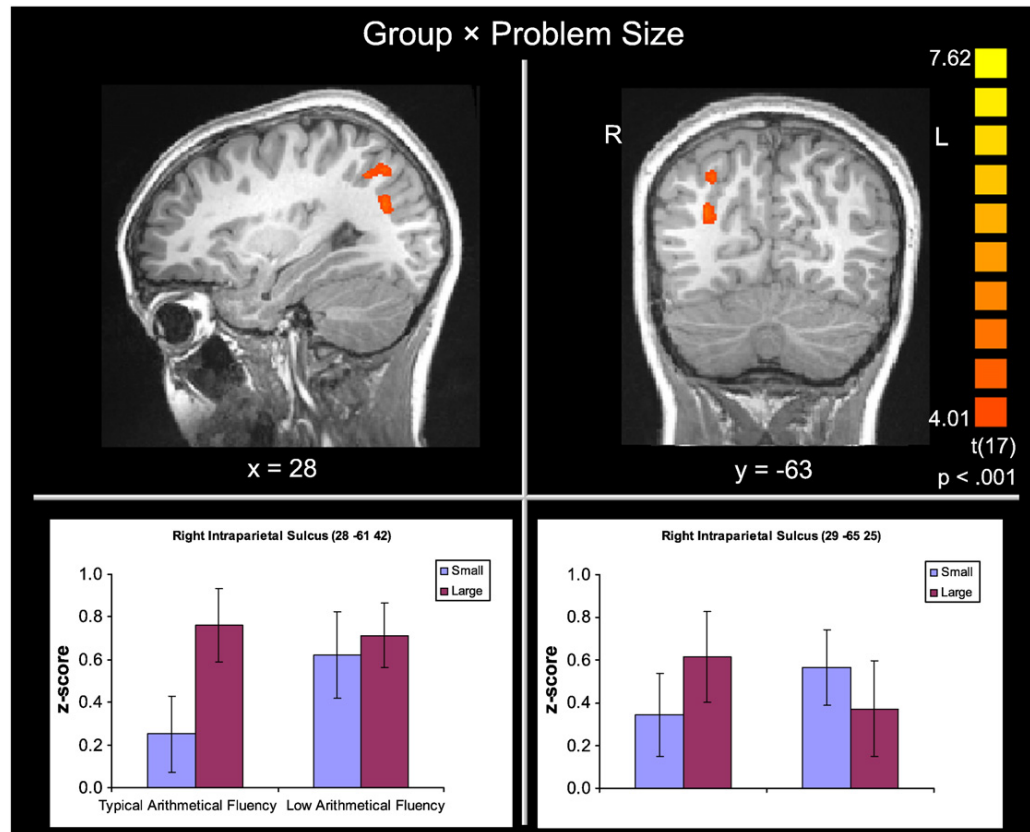 Group × Problem Size
7.62
R
L
4.01
t(17)
p < .001
x = 28
y = -63
Right Intraparietal Sulcus (28 -61 42)
Small
Large
1.0
0.8
0.6
0.4
0.2
0.0
z-score
Typical Arithmetical Fluency
Low Arithmetical Fluency
Right Intraparietal Sulcus (29 -65 25)
Small
Large
1.0
0.8
0.6
0.4
0.2
0.0
z-score